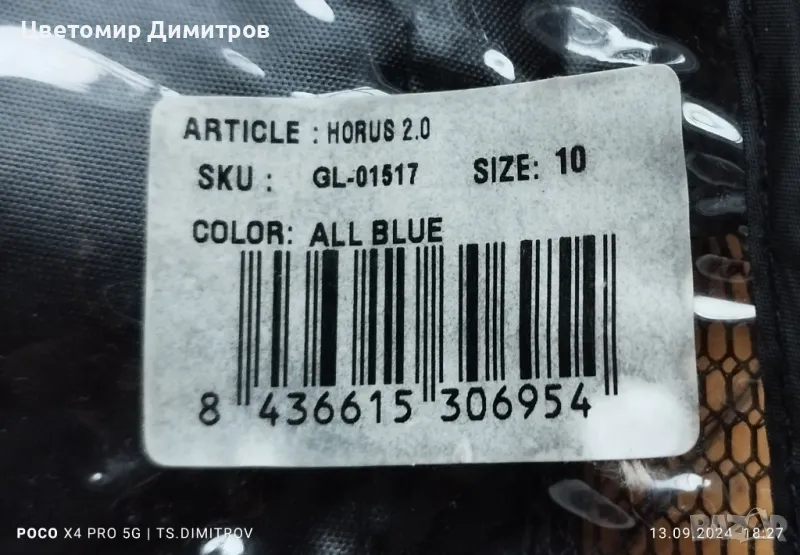 Цветомир Димитров
ARTICLE : HORUS 2.0
SKU : GL-01517 SIZE: 10
COLOR: ALL BLUE
8 436615 306954
POCO X4 PRO 5G | TS.DIMITROV
13.09.2024 18:27
BAZAR